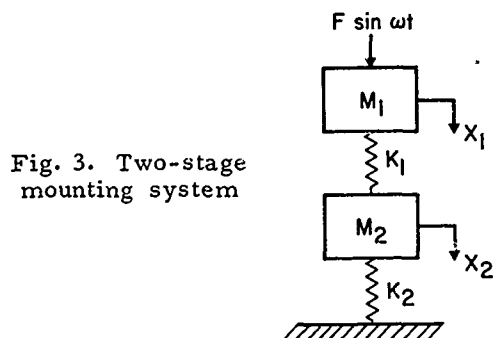 F sin ωt
M1
X1
K1
Fig. 3. Two-stage
mounting system
M2
X2
K2